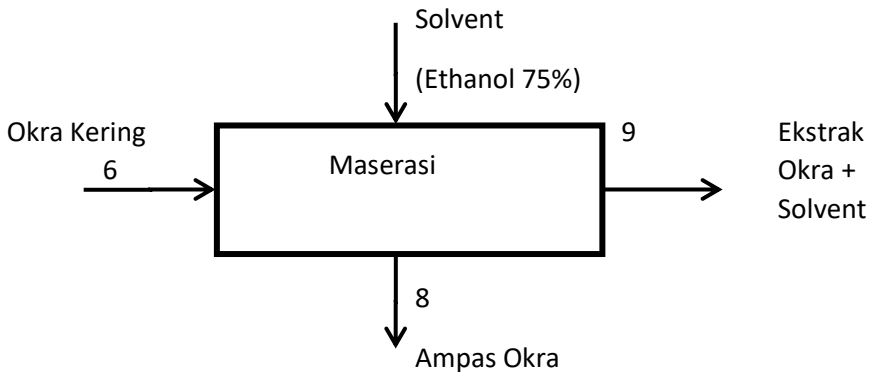 Solvent
(Ethanol 75%)
Okra Kering
6
Maserasi
9
Ekstrak
Okra +
Solvent
8
Ampas Okra